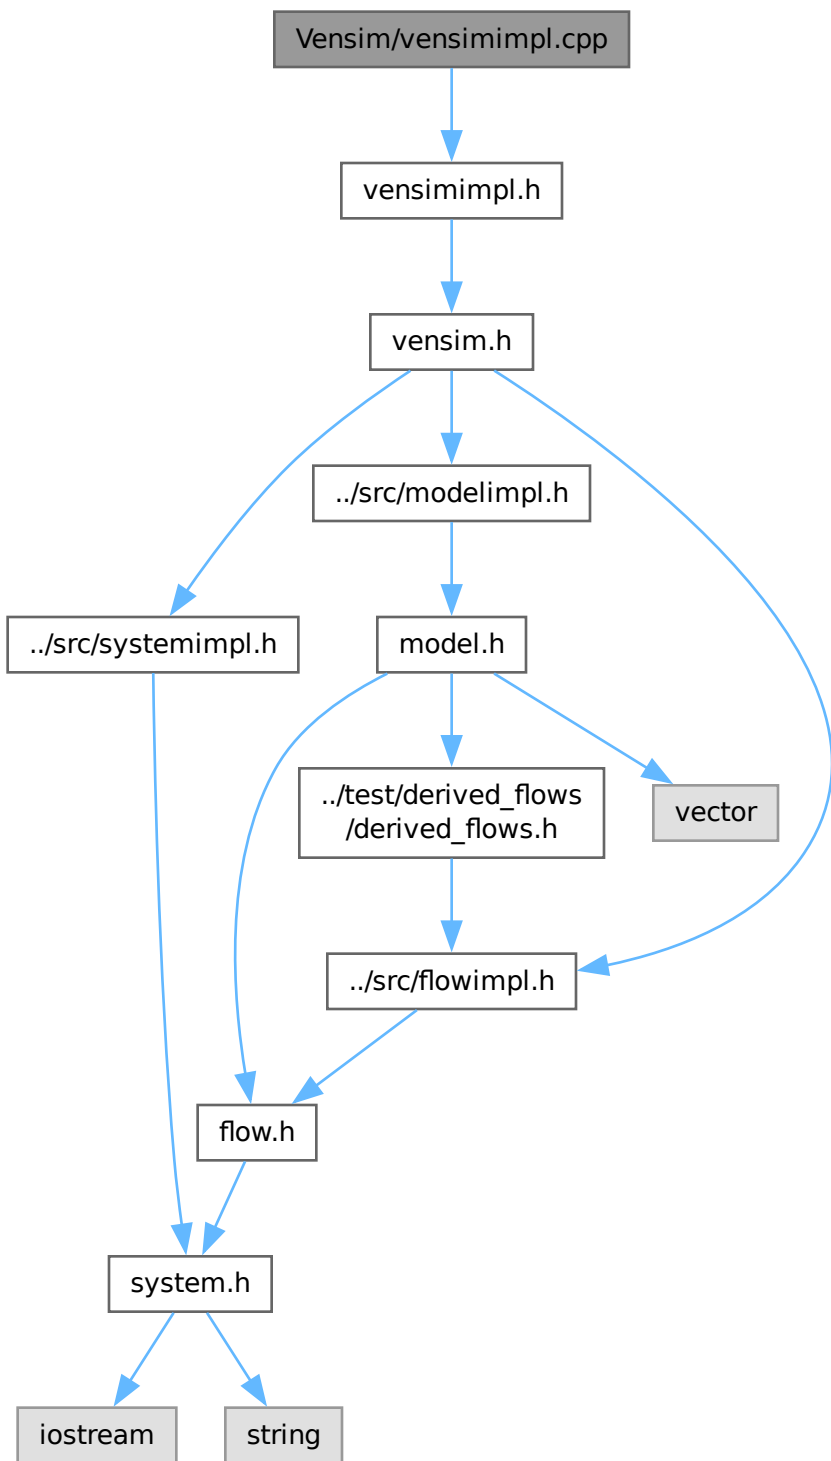 Vensim/vensimimpl.cpp
vensimimpl.h
vensim.h
../src/modelimpl.h
../src/systemimpl.h
model.h
../test/derived_flows
/derived_flows.h
vector
../src/flowimpl.h
flow.h
system.h
iostream
string